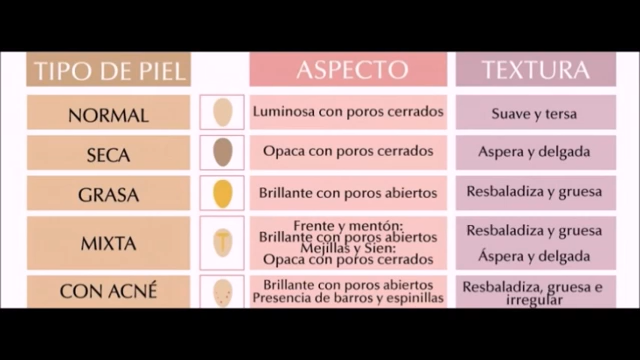 TIPO DE PIEL ASPECTO TEXTURA
NORMAL Luminosa con poros cerrados Suave y tersa
SECA Opaca con poros cerrados Aspera y delgada
GRASA Brillante con poros abiertos Resbaladiza y gruesa
MIXTA
Frente y mentón:
Brillante con poros abiertos
Mejillas y Sien:
Opaca con poros cerrados
Resbaladiza y gruesa
Áspera y delgada
CON ACNÉ
Brillante con poros abiertos
Presencia de barros y espinillas
Resbaladiza, gruesa e
irregular